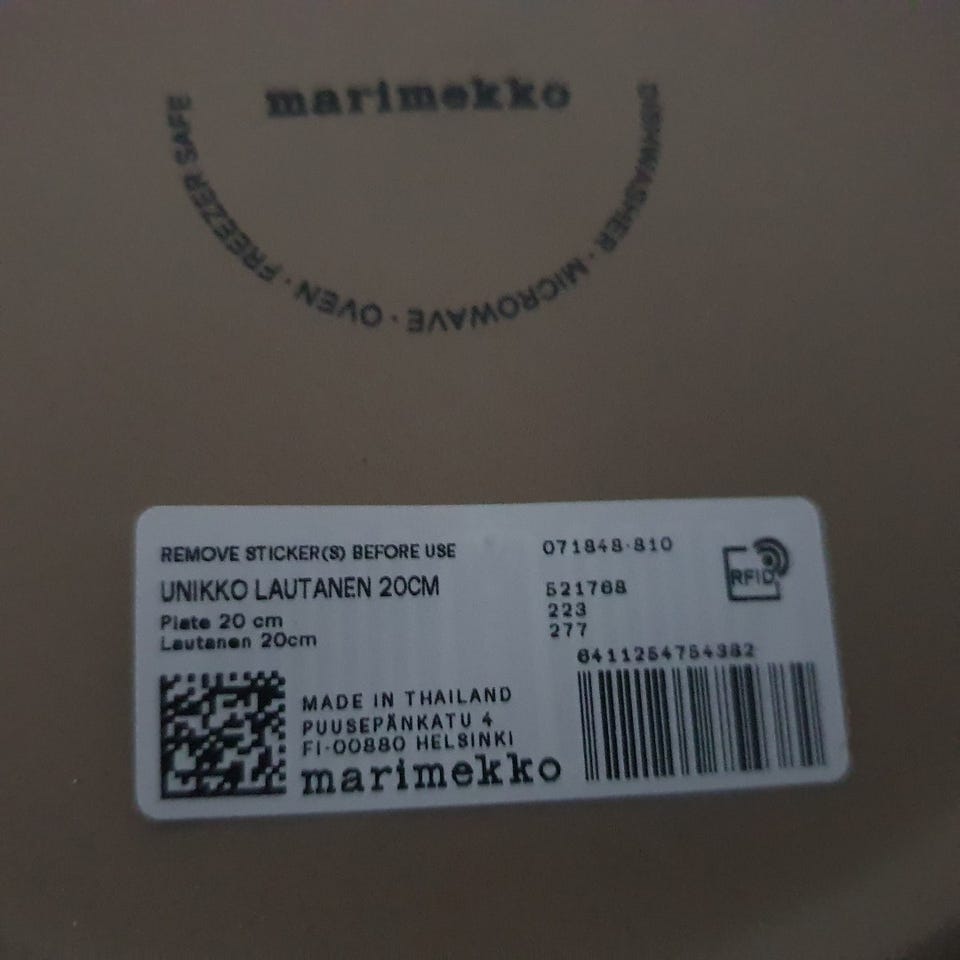 marimekko
DISHWASHER · MICROWAVE · OVEN · FREEZER SAFE
REMOVE STICKER(S) BEFORE USE
UNIKKO LAUTANEN 20CM
Plate 20 cm
Lautanen 20cm
071848-810
521768
223
277
RFID
6411254754382
MADE IN THAILAND
PUUSEPÄNKATU 4
FI-00880 HELSINKI
marimekko